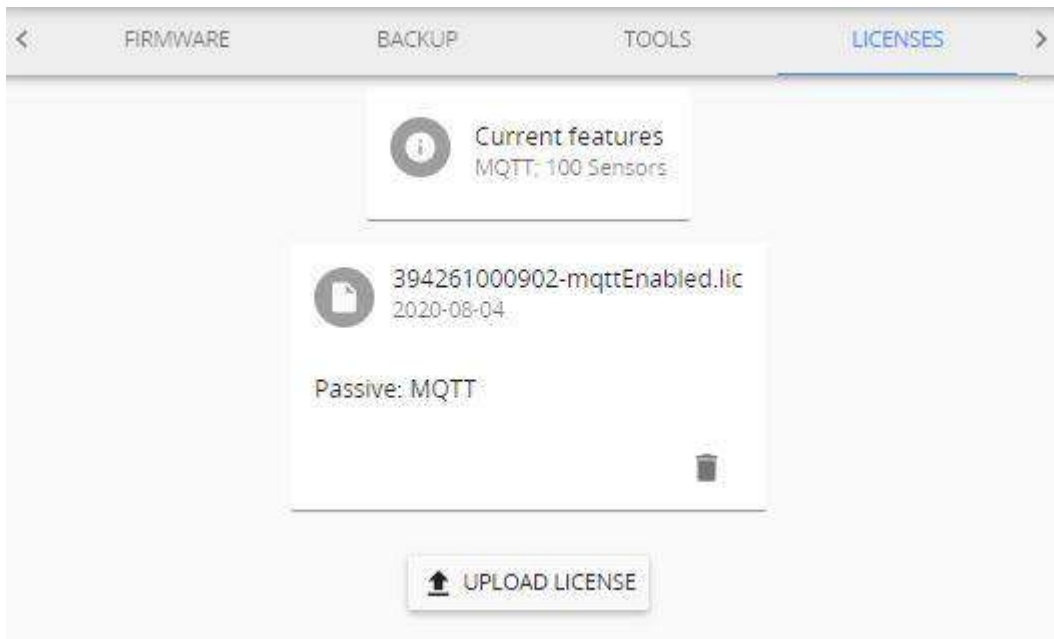 FIRMWARE BACKUP TOOLS LICENSES
Current features
MQTT; 100 Sensors
394261000902-mqttEnabled.lic
2020-08-04
Passive: MQTT
UPLOAD LICENSE